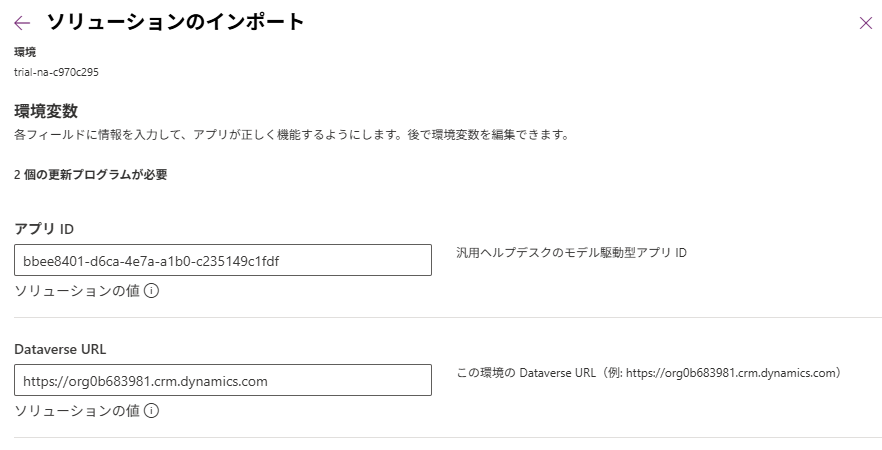 ソリューションのインポート
環境
trial-na-c970c295
環境変数
各フィールドに情報を入力して、アプリが正しく機能するようにします。後で環境変数を編集できます。
2 個の更新プログラムが必要
アプリ ID
bbee8401-d6ca-4e7a-a1b0-c235149c1fdf
汎用ヘルプデスクのモデル駆動型アプリ ID
ソリューションの値
Dataverse URL
https://org0b683981.crm.dynamics.com
この環境の Dataverse URL（例: https://org0b683981.crm.dynamics.com）
ソリューションの値